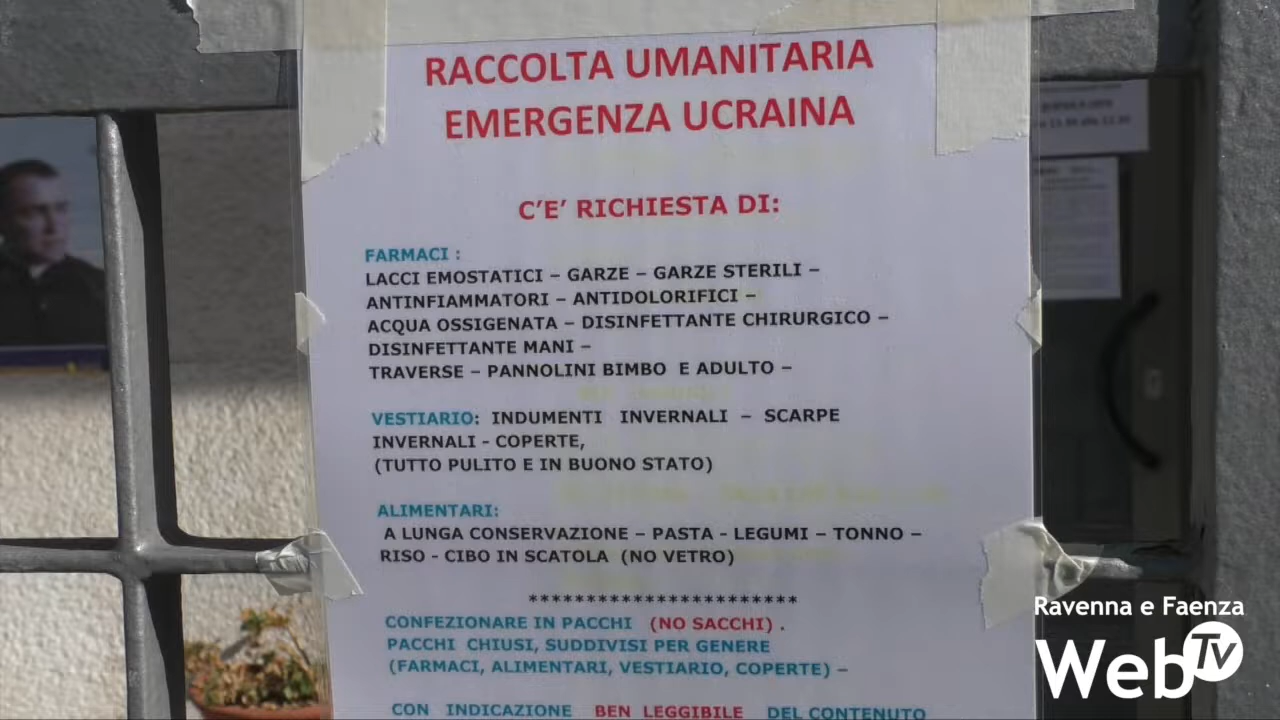 RACCOLTA UMANITARIA
EMERGENZA UCRAINA
C'E' RICHIESTA DI:
FARMACI :
LACCI EMOSTATICI – GARZE – GARZE STERILI –
ANTINFIAMMATORI – ANTIDOLORIFICI –
ACQUA OSSIGENATA – DISINFETTANTE CHIRURGICO –
DISINFETTANTE MANI –
TRAVERSE – PANNOLINI BIMBO E ADULTO –
VESTIARIO: INDUMENTI INVERNALI – SCARPE
INVERNALI - COPERTE,
(TUTTO PULITO E IN BUONO STATO)
ALIMENTARI:
A LUNGA CONSERVAZIONE – PASTA - LEGUMI – TONNO –
RISO - CIBO IN SCATOLA (NO VETRO)
***********************
CONFEZIONARE IN PACCHI (NO SACCHI) .
PACCHI CHIUSI, SUDDIVISI PER GENERE
(FARMACI, ALIMENTARI, VESTIARIO, COPERTE) –
CON INDICAZIONE BEN LEGGIBILE DEL CONTENUTO
Ravenna e Faenza
Web Tv